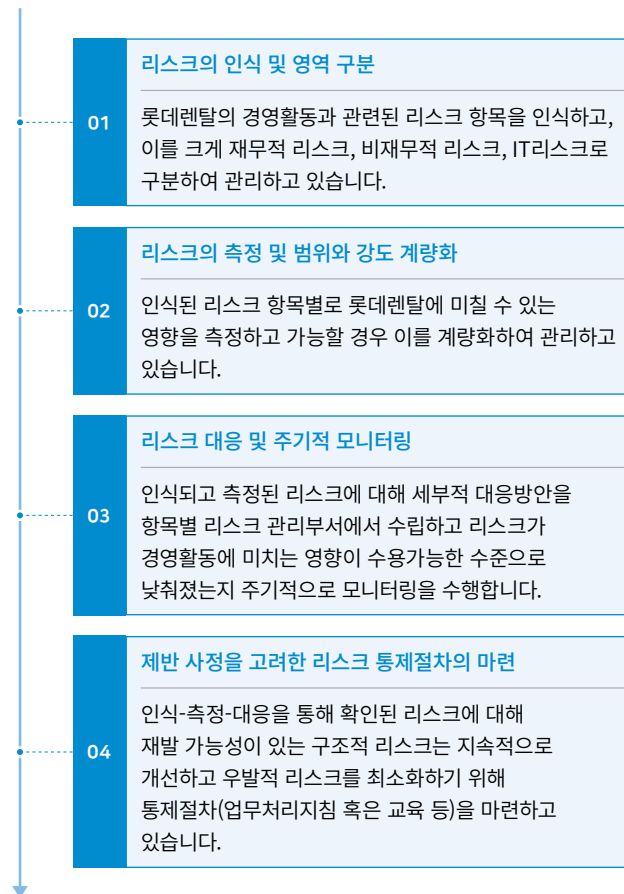 01
리스크의 인식 및 영역 구분
롯데렌탈의 경영활동과 관련된 리스크 항목을 인식하고,
이를 크게 재무적 리스크, 비재무적 리스크, IT리스크로
구분하여 관리하고 있습니다.
02
리스크의 측정 및 범위와 강도 계량화
인식된 리스크 항목별로 롯데렌탈에 미칠 수 있는
영향을 측정하고 가능할 경우 이를 계량화하여 관리하고
있습니다.
03
리스크 대응 및 주기적 모니터링
인식되고 측정된 리스크에 대해 세부적 대응방안을
항목별 리스크 관리부서에서 수립하고 리스크가
경영활동에 미치는 영향이 수용가능한 수준으로
낮춰졌는지 주기적으로 모니터링을 수행합니다.
04
제반 사정을 고려한 리스크 통제절차의 마련
인식-측정-대응을 통해 확인된 리스크에 대해
재발 가능성이 있는 구조적 리스크는 지속적으로
개선하고 우발적 리스크를 최소화하기 위해
통제절차(업무처리지침 혹은 교육 등)을 마련하고
있습니다.